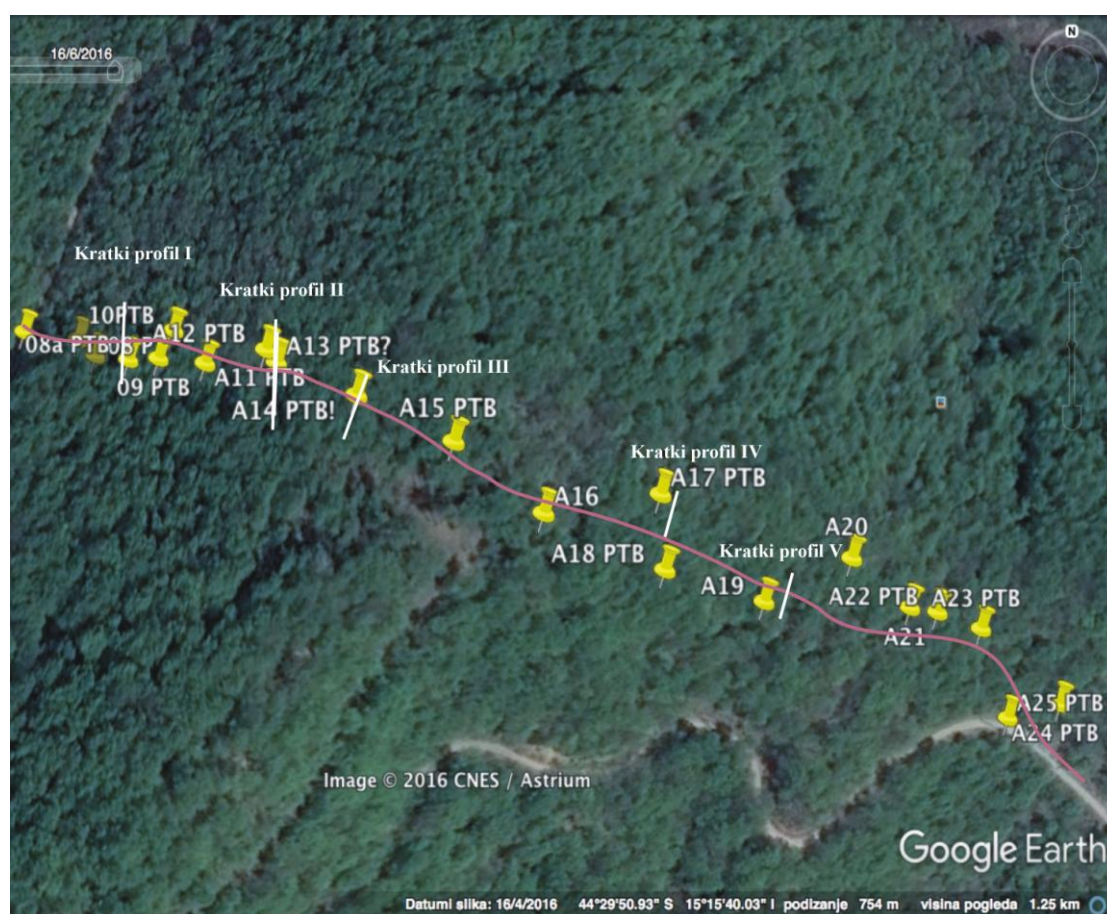 16/6/2016
N
Kratki profil I
Kratki profil II
10PTB
A12 PTB
A13 PTB?
08a PTB
09 PTB
A11 PTB
Kratki profil III
A14 PTB!
A15 PTB
Kratki profil IV
A17 PTB
A16
A18 PTB
Kratki profil V
A20
A19
A22 PTB
A23 PTB
A21
A25 PTB
A24 PTB
Image © 2016 CNES / Astrium
Google Earth
Datumi slika: 16/4/2016 44°29'50.93" S 15°15'40.03" I podizanje 754 m visina pogleda 1.25 km